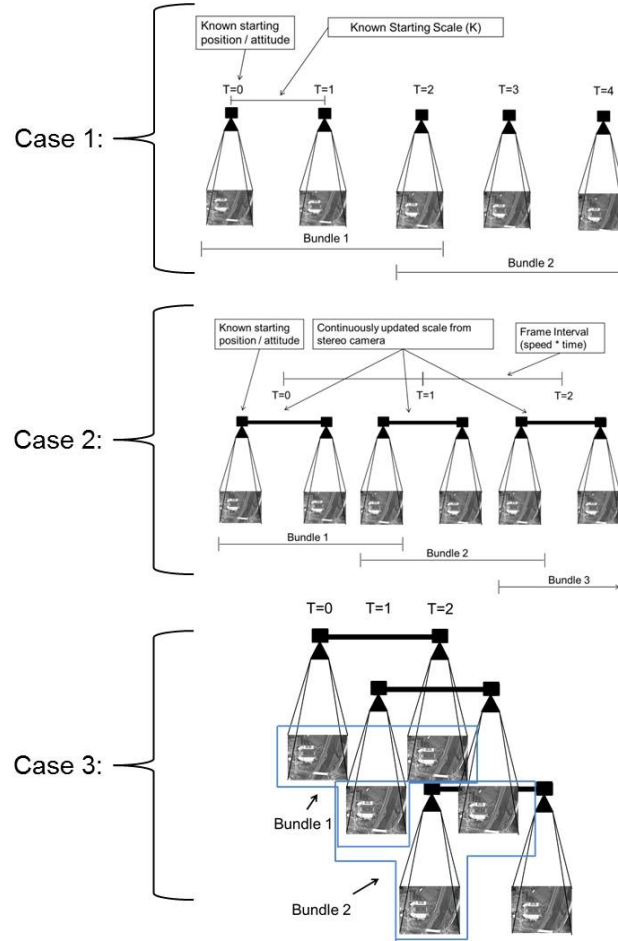 Case 1:
Known starting
position / attitude
Known Starting Scale (K)
T=0
T=1
T=2
T=3
T=4
Bundle 1
Bundle 2
Case 2:
Known starting
position / attitude
Continuously updated scale from
stereo camera
Frame Interval
(speed * time)
T=0
T=1
T=2
Bundle 1
Bundle 2
Bundle 3
Case 3:
T=0
T=1
T=2
Bundle 1
Bundle 2